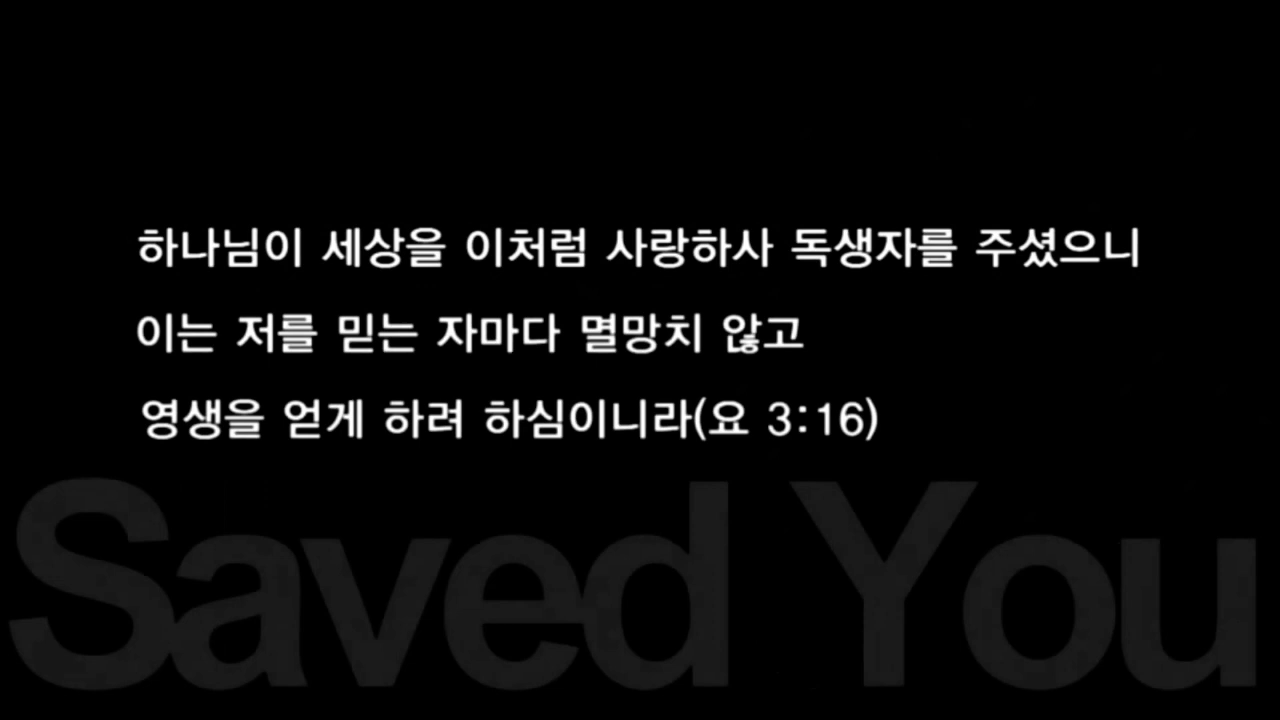 하나님이 세상을 이처럼 사랑하사 독생자를 주셨으니
이는 저를 믿는 자마다 멸망치 않고
영생을 얻게 하려 하심이니라(요 3:16)
Saved You